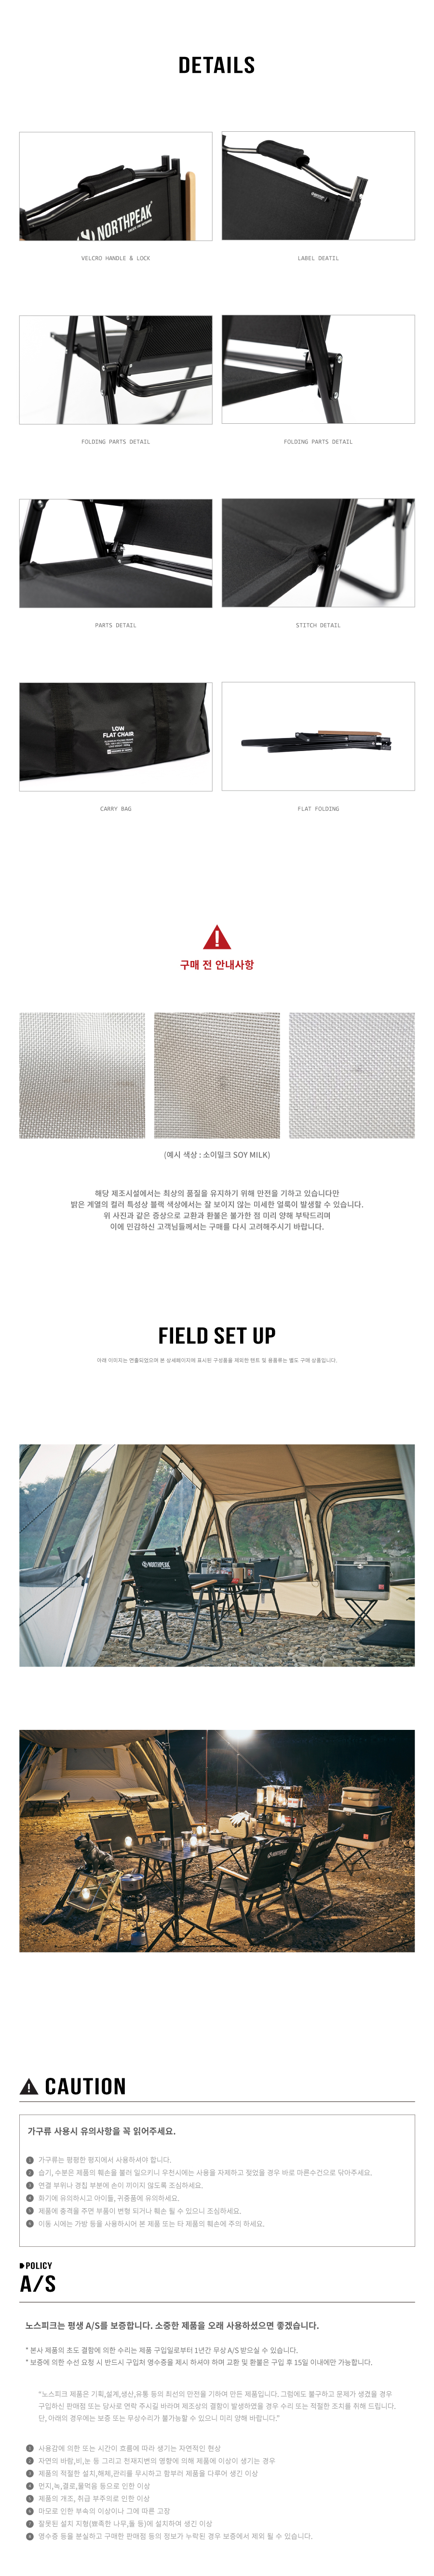 DETAILS
NORTHPEAK
VELCRO HANDLE & LOCK
LABEL DEATIL
FOLDING PARTS DETAIL
FOLDING PARTS DETAIL
PARTS DETAIL
STITCH DETAIL
LOW
FLAT CHAIR
CARRY BAG
FLAT FOLDING
구매 전 안내사항
(예시 색상 : 소이밀크 SOY MILK)
해당 제조시설에서는 최상의 품질을 유지하기 위해 만전을 기하고 있습니다만
밝은 계열의 컬러 특성상 블랙 색상에서는 잘 보이지 않는 미세한 얼룩이 발생할 수 있습니다.
위 사진과 같은 증상으로 교환과 환불은 불가한 점 미리 양해 부탁드리며
이에 민감하신 고객님들께서는 구매를 다시 고려해주시기 바랍니다.
FIELD SET UP
아래 이미지는 연출되었으며 본 상세페이지에 표시된 구성품을 제외한 텐트 및 용품류는 별도 구매 상품입니다.
NORTHPEAK
NORTHPEAK
CAUTION
가구류 사용시 유의사항을 꼭 읽어주세요.
1 가구류는 평평한 평지에서 사용하셔야 합니다.
2 습기, 수분은 제품의 훼손을 불러 일으키니 우천시에는 사용을 자제하고 젖었을 경우 바로 마른수건으로 닦아주세요.
3 연결 부위나 경첩 부분에 손이 끼이지 않도록 조심하세요.
4 화기에 유의하시고 아이들, 귀중품에 유의하세요.
5 제품에 충격을 주면 부품이 변형 되거나 훼손 될 수 있으니 조심하세요.
6 이동 시에는 가방 등을 사용하시어 본 제품 또는 타 제품의 훼손에 주의 하세요.
POLICY
A/S
노스피크는 평생 A/S를 보증합니다. 소중한 제품을 오래 사용하셨으면 좋겠습니다.
* 본사 제품의 초도 결함에 의한 수리는 제품 구입일로부터 1년간 무상 A/S 받으실 수 있습니다.
* 보증에 의한 수선 요청 시 반드시 구입처 영수증을 제시 하셔야 하며 교환 및 환불은 구입 후 15일 이내에만 가능합니다.
"노스피크 제품은 기획,설계,생산,유통 등의 최선의 만전을 기하여 만든 제품입니다. 그럼에도 불구하고 문제가 생겼을 경우
구입하신 판매점 또는 당사로 연락 주시길 바라며 제조상의 결함이 발생하였을 경우 수리 또는 적절한 조치를 취해 드립니다.
단, 아래의 경우에는 보증 또는 무상수리가 불가능할 수 있으니 미리 양해 바랍니다."
1 사용감에 의한 또는 시간이 흐름에 따라 생기는 자연적인 현상
2 자연의 바람,비,눈 등 그리고 천재지변의 영향에 의해 제품에 이상이 생기는 경우
3 제품의 적절한 설치,해체,관리를 무시하고 함부러 제품을 다루어 생긴 이상
4 먼지,녹,결로,물먹음 등으로 인한 이상
5 제품의 개조, 취급 부주의로 인한 이상
6 마모로 인한 부속의 이상이나 그에 따른 고장
7 잘못된 설치 지형(뾰족한 나무,돌 등)에 설치하여 생긴 이상
8 영수증 등을 분실하고 구매한 판매점 등의 정보가 누락된 경우 보증에서 제외 될 수 있습니다.